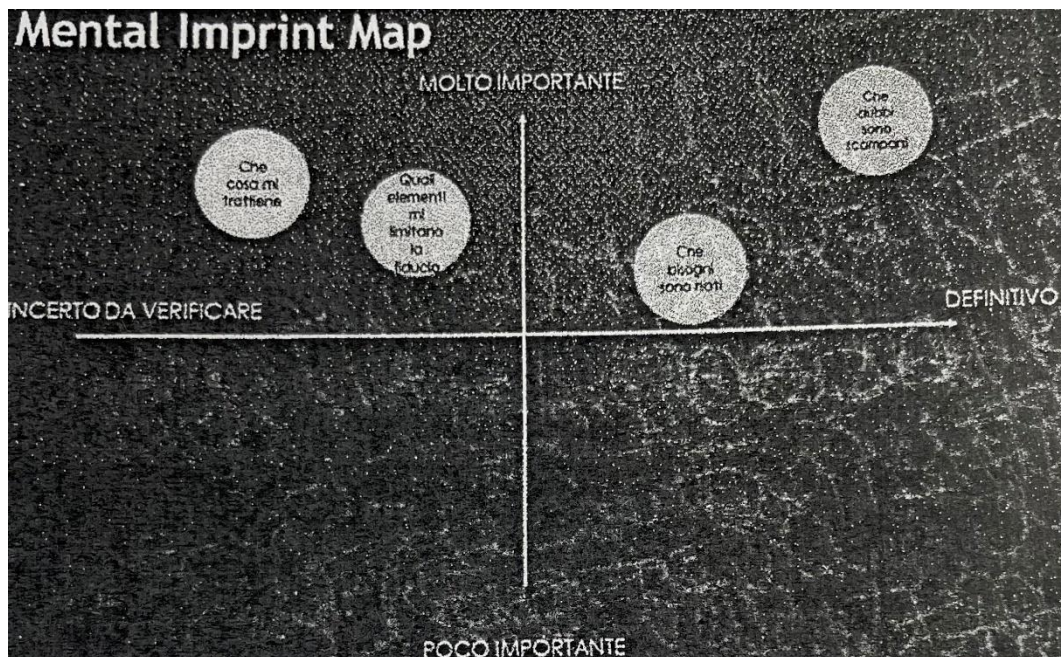 Mental Imprint Map
MOLTO IMPORTANTE
Che
dubbi
sono
scomparsi
Che
cosa mi
trattiene
Quali
elementi
mi
limitano
la
fiducia
Che
bisogni
sono
INCERTO DA VERIFICARE
DEFINITIVO
POCO IMPORTANTE